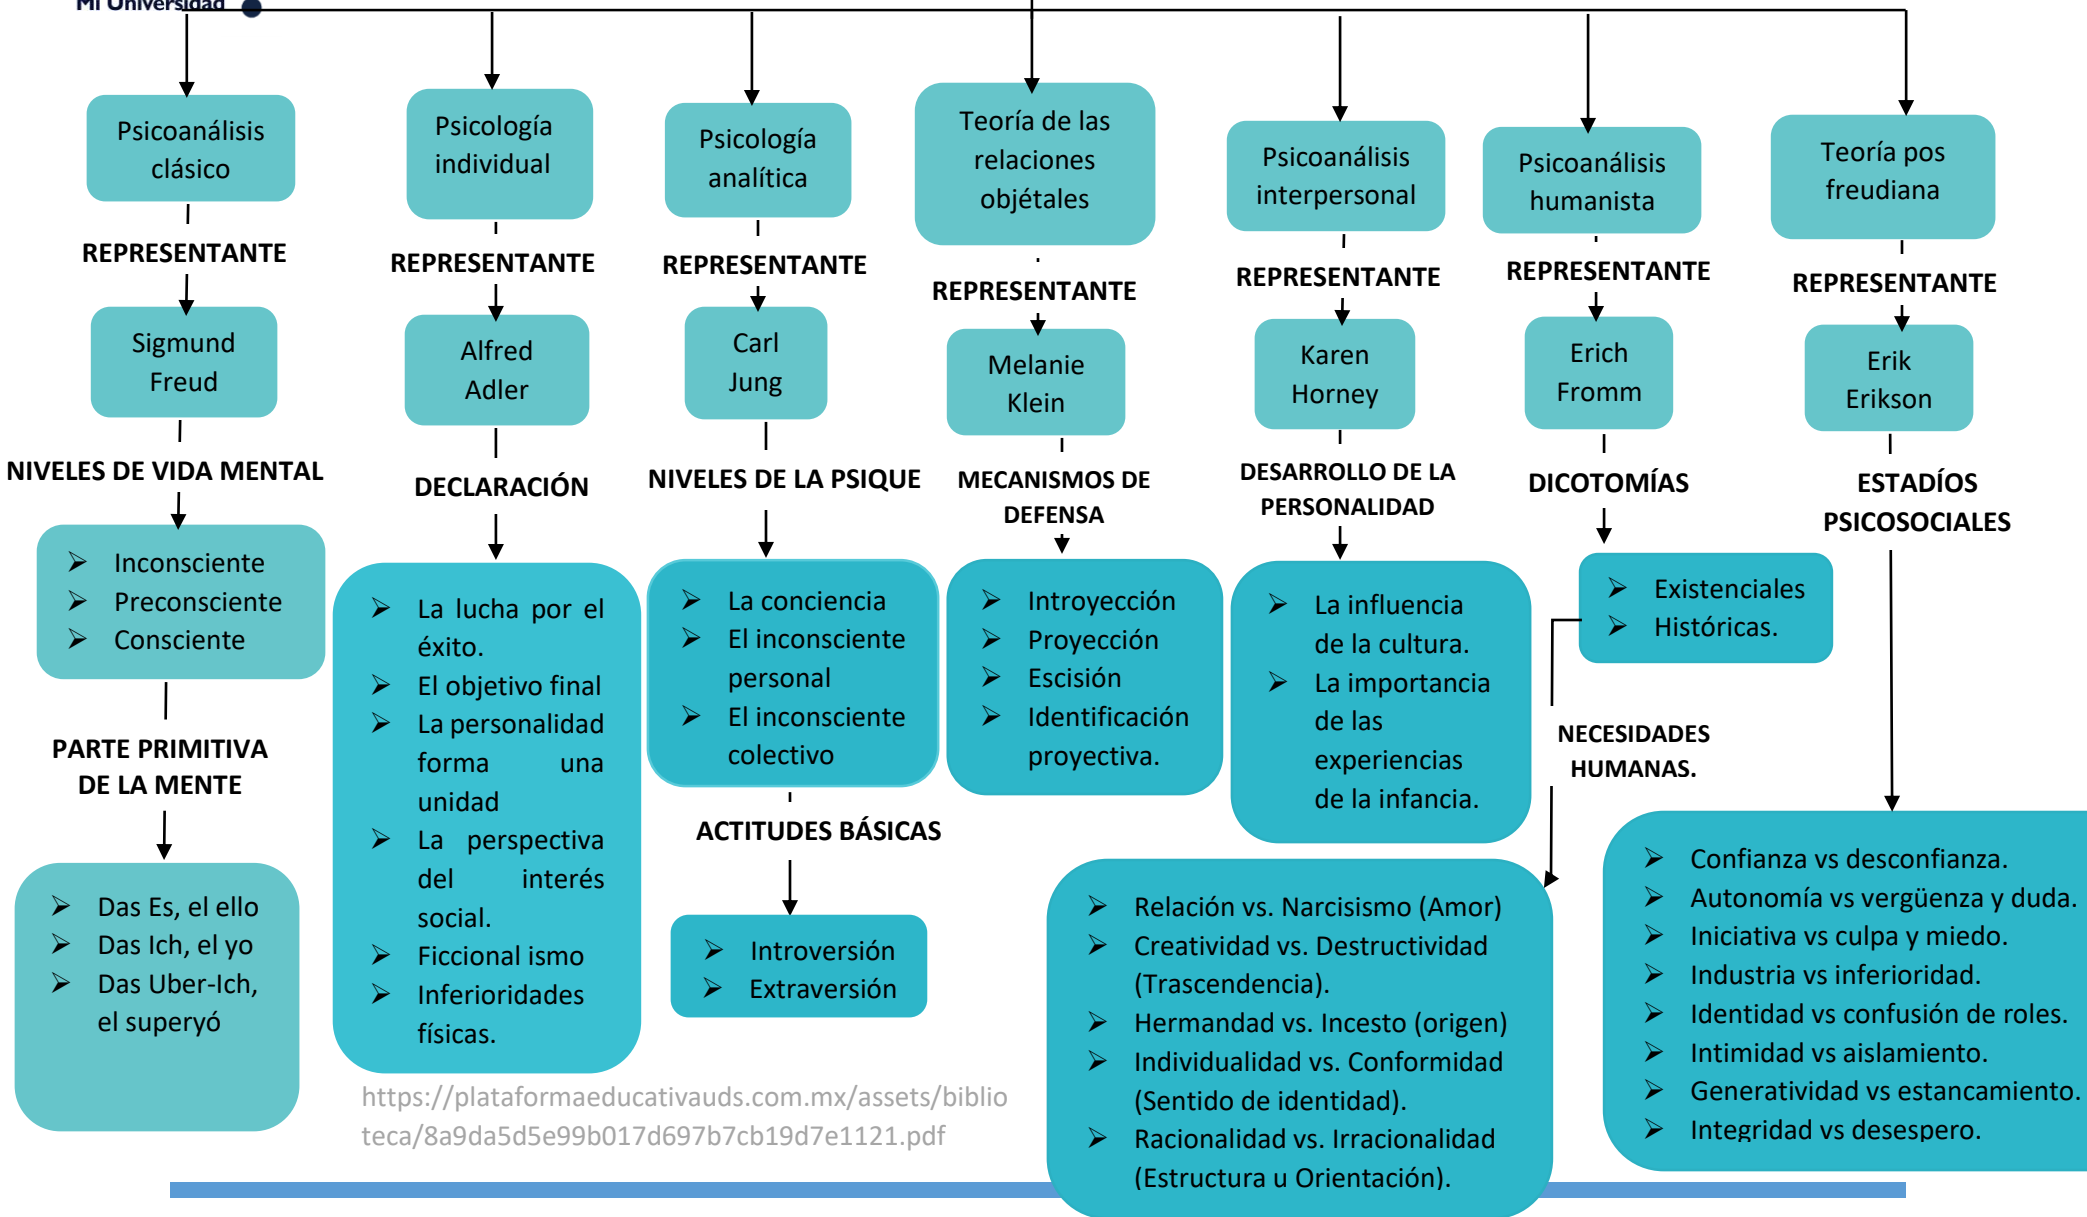 Mi Universidad
Psicoanálisis
clásico
REPRESENTANTE
Sigmund
Freud
NIVELES DE VIDA MENTAL
Inconsciente
Preconsciente
Consciente
PARTE PRIMITIVA
DE LA MENTE
Das Es, el ello
Das Ich, el yo
Das Uber-Ich,
el superyó
Psicología
individual
REPRESENTANTE
Alfred
Adler
DECLARACIÓN
La lucha por el
éxito.
El objetivo final
La personalidad
forma una
unidad
La perspectiva
del interés
social.
Ficcional ismo
Inferioridades
físicas.
Psicología
analítica
REPRESENTANTE
Carl
Jung
NIVELES DE LA PSIQUE
La conciencia
El inconsciente
personal
El inconsciente
colectivo
ACTITUDES BÁSICAS
Introversión
Extraversión
Teoría de las
relaciones
objétales
REPRESENTANTE
Melanie
Klein
MECANISMOS DE
DEFENSA
Introyección
Proyección
Escisión
Identificación
proyectiva.
Psicoanálisis
interpersonal
REPRESENTANTE
Karen
Horney
DESARROLLO DE LA
PERSONALIDAD
La influencia
de la cultura.
La importancia
de las
experiencias
de la infancia.
Psicoanálisis
humanista
REPRESENTANTE
Erich
Fromm
DICOTOMÍAS
Existenciales
Históricas.
NECESIDADES
HUMANAS.
Relación vs. Narcisismo (Amor)
Creatividad vs. Destructividad
(Trascendencia).
Hermandad vs. Incesto (origen)
Individualidad vs. Conformidad
(Sentido de identidad).
Racionalidad vs. Irracionalidad
(Estructura u Orientación).
Teoría pos
freudiana
REPRESENTANTE
Erik
Erikson
ESTADÍOS
PSICOSOCIALES
Confianza vs desconfianza.
Autonomía vs vergüenza y duda.
Iniciativa vs culpa y miedo.
Industria vs inferioridad.
Identidad vs confusión de roles.
Intimidad vs aislamiento.
Generatividad vs estancamiento.
Integridad vs desespero.
https://plataformaeducativauds.com.mx/assets/biblio
teca/8a9da5d5e99b017d697b7cb19d7e1121.pdf